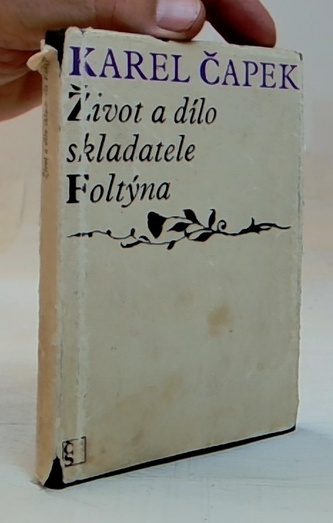 KAREL ČAPEK
Život a dílo
skladatele
Foltýna